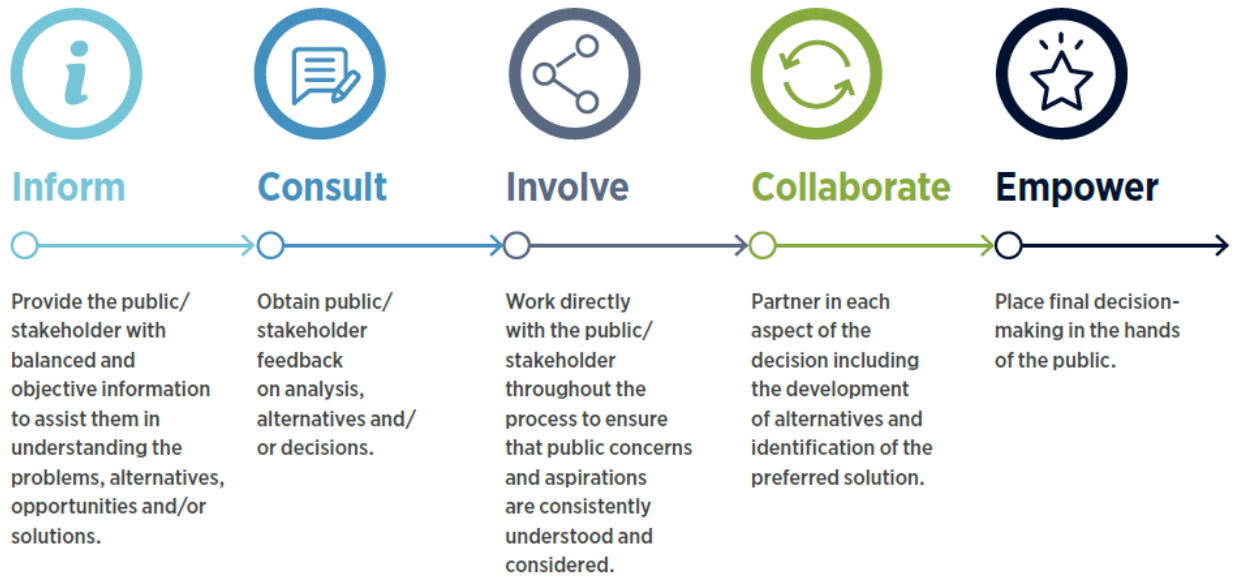 Inform
Consult
Involve
Collaborate
Empower
Provide the public/
stakeholder with
balanced and
objective information
to assist them in
understanding the
problems, alternatives,
opportunities and/or
solutions.
Obtain public/
stakeholder
feedback
on analysis,
alternatives and/
or decisions.
Work directly
with the public/
stakeholder
throughout the
process to ensure
that public concerns
and aspirations
are consistently
understood and
considered.
Partner in each
aspect of the
decision including
the development
of alternatives and
identification of the
preferred solution.
Place final decision-
making in the hands
of the public.